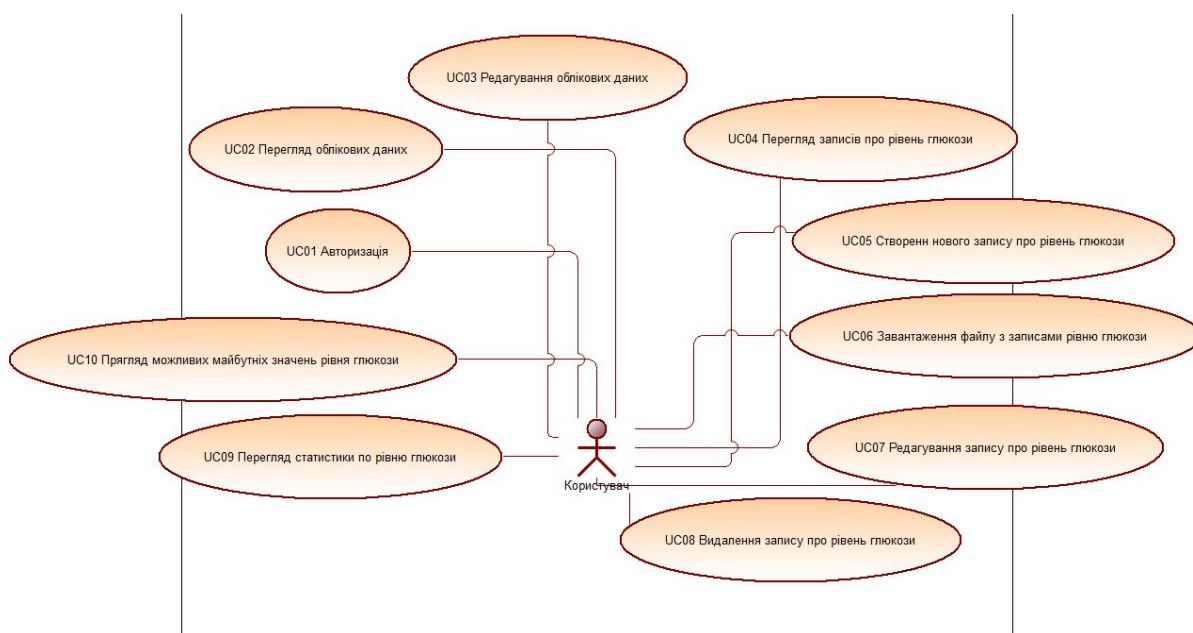 UC03 Редагування облікових даних
UC02 Перегляд облікових даних
UC04 Перегляд записів про рівень глюкози
UC01 Авторизація
UC05 Створенн нового запису про рівень глюкози
UC06 Завантаження файлу з записами рівню глюкози
UC10 Прягляд можливих майбутніх значень рівня глюкози
UC09 Перегляд статистики по рівню глюкози
UC07 Редагування запису про рівень глюкози
Користувач
UC08 Видалення запису про рівень глюкози